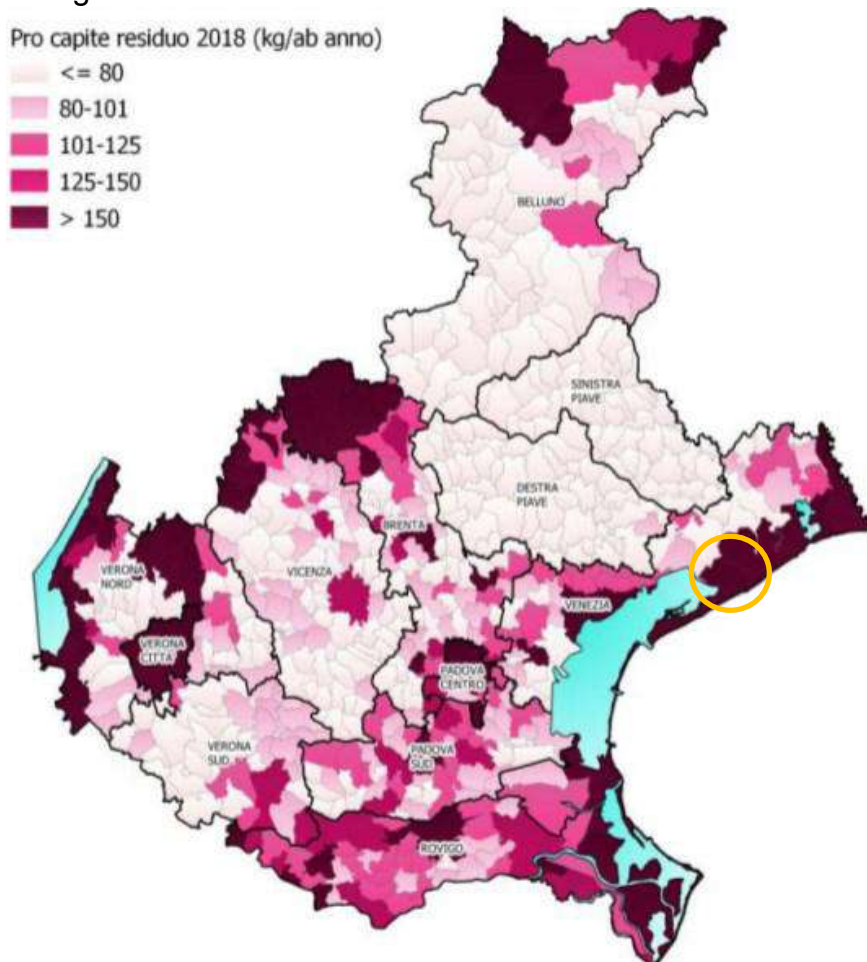 Pro capite residuo 2018 (kg/ab anno)
<= 80
80-101
101-125
125-150
> 150
BELLUNO
SINISTRA
PIAVE
DESTRA
PIAVE
BRENTA
VICENZA
VERONA
NORD
VENEZIA
VERONA
CITTA'
PADOVA
CENTRO
VERONA
SUD
PADOVA
SUD
ROVIGO